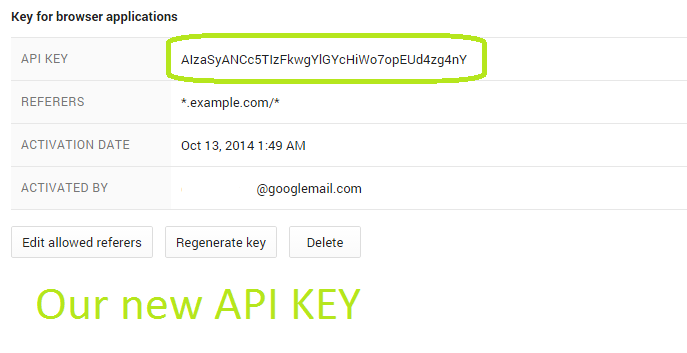 Key for browser applications
API KEY AIzaSyANCc5TIzFkwgYlGYcHiWo7opEUd4zg4nY
REFERERS *.example.com/*
ACTIVATION DATE Oct 13, 2014 1:49 AM
ACTIVATED BY @googlemail.com
Edit allowed referers Regenerate key Delete
Our new API KEY